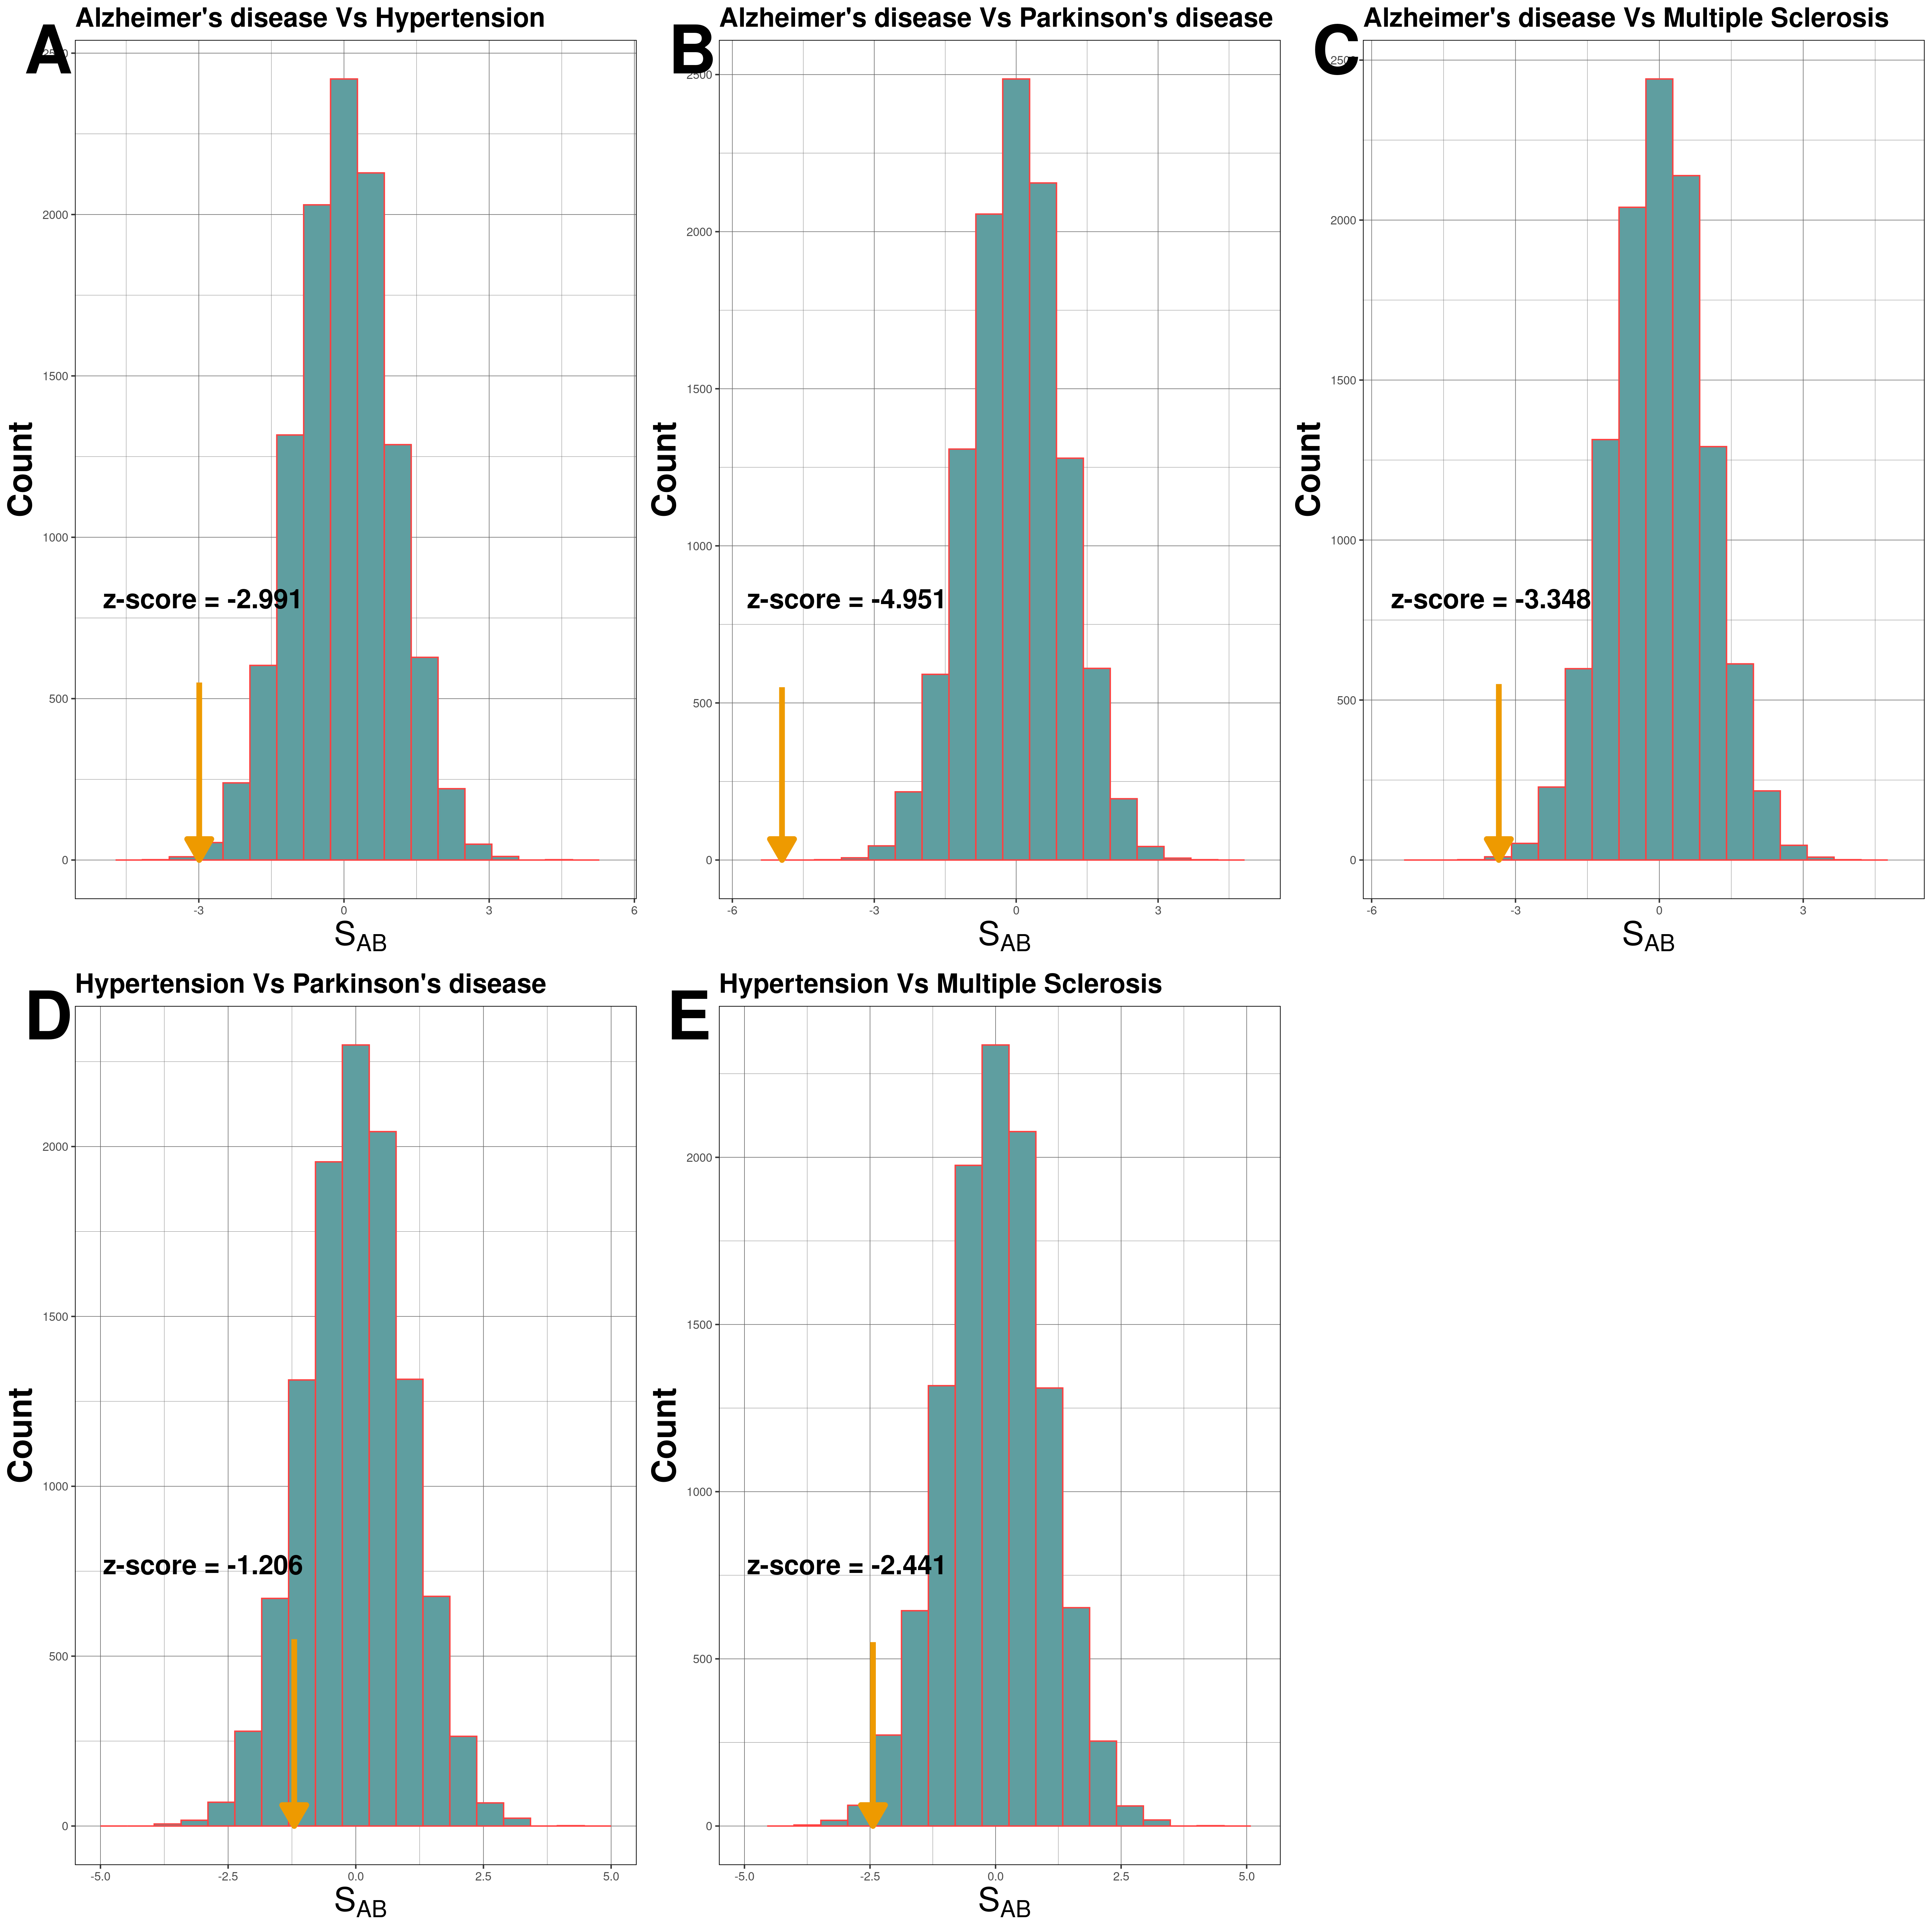 Alzheimer's disease Vs Hypertension
A
2000
1500
Count
1000
z-score = -2.991
500
0
-3 0 3 6
SAB
Alzheimer's disease Vs Parkinson's disease
B
2500
2000
1500
Count
1000
z-score = -4.951
500
0
-6 -3 0 3
SAB
Alzheimer's disease Vs Multiple Sclerosis
C
2500
2000
1500
Count
1000
z-score = -3.348
500
0
-6 -3 0 3
SAB
Hypertension Vs Parkinson's disease
D
2000
1500
Count
1000
z-score = -1.206
500
0
-5.0 -2.5 0.0 2.5 5.0
SAB
Hypertension Vs Multiple Sclerosis
E
2000
1500
Count
1000
z-score = -2.441
500
0
-5.0 -2.5 0.0 2.5 5.0
SAB